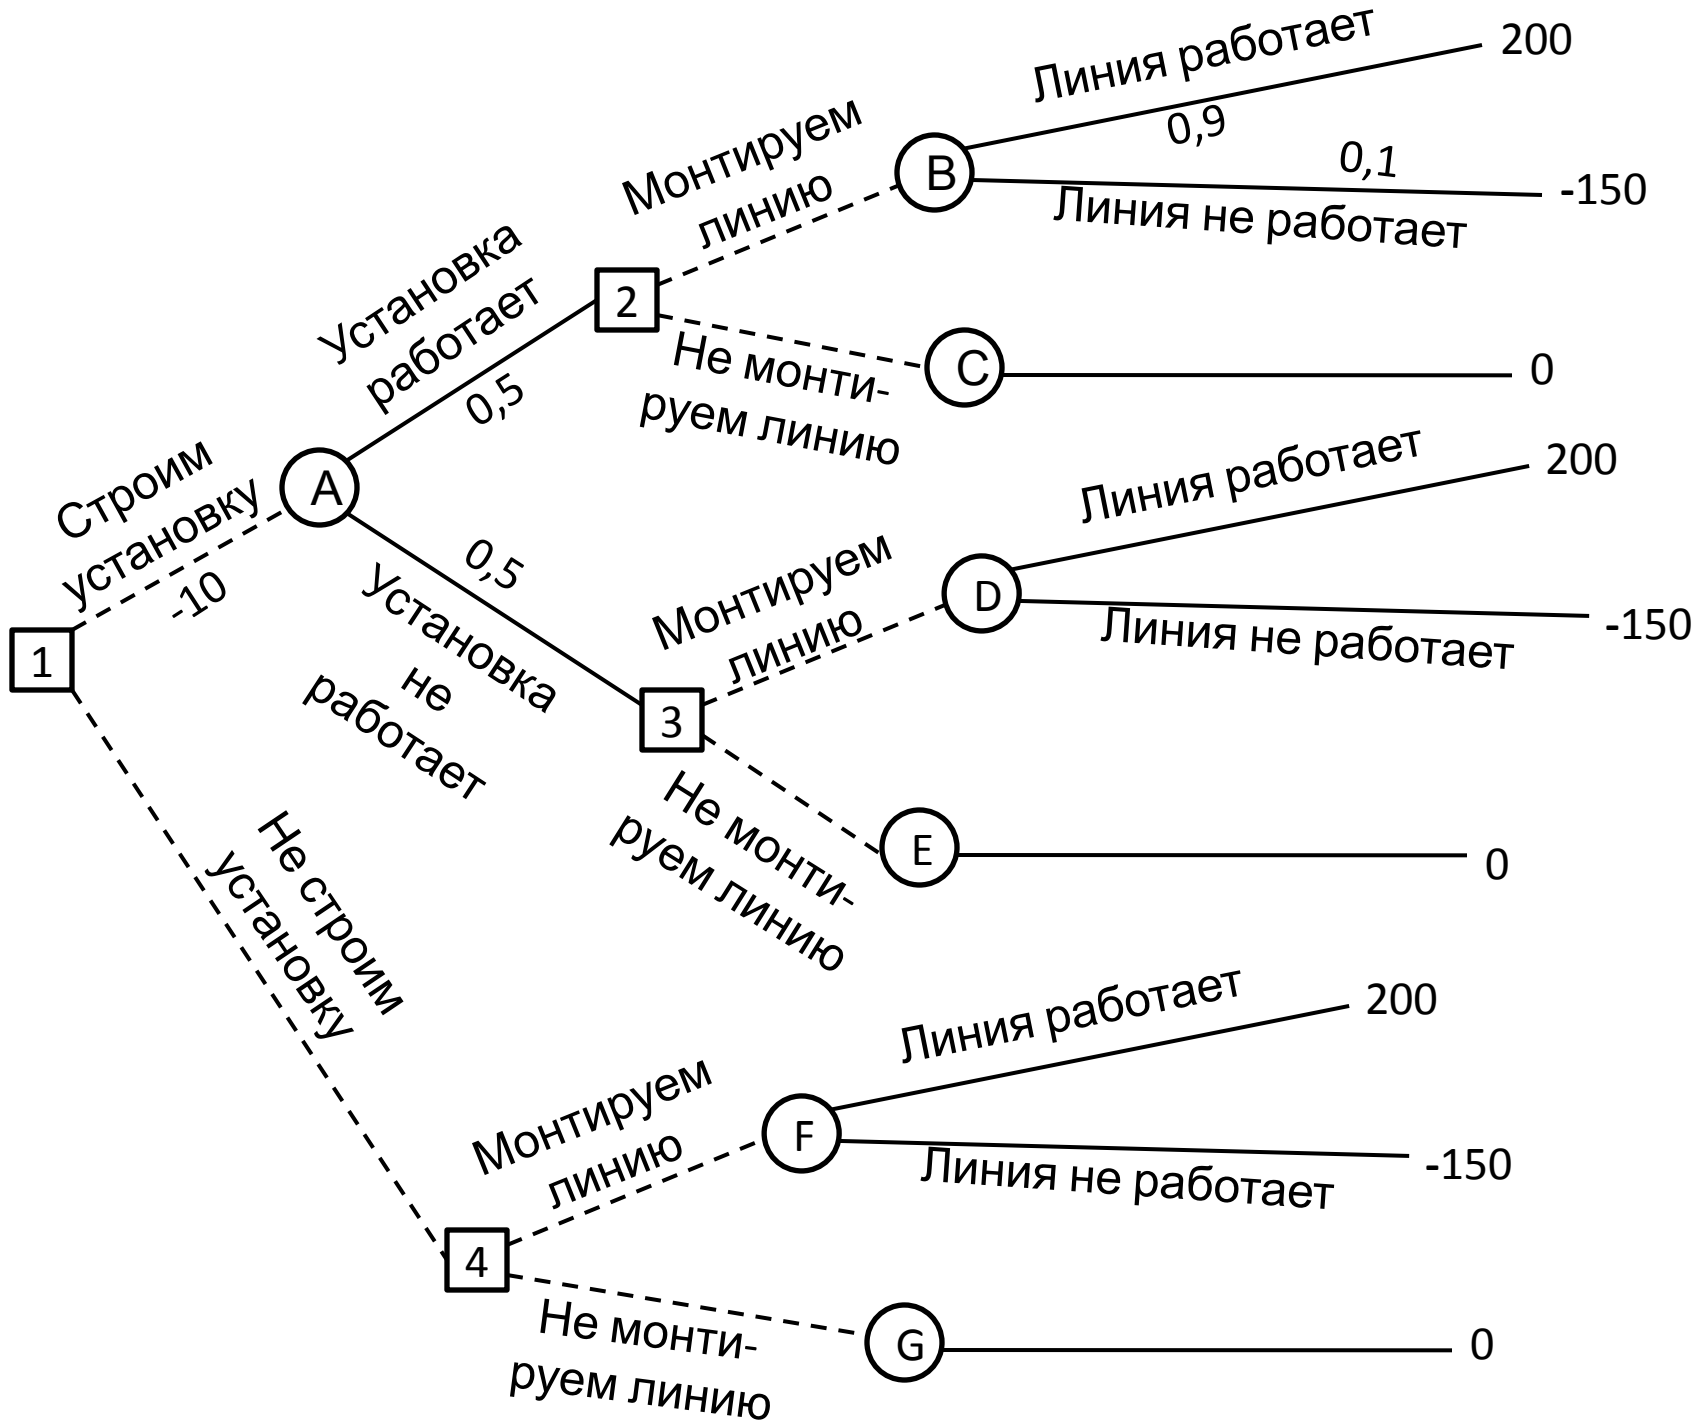 Линия работает
200
0,9
B
0,1
-150
Линия не работает
Монтируем
линию
Установка
работает
0,5
2
Не монти-
руем линию
C
0
Строим
установку
-10
A
1
0,5
Установка
не
работает
3
Монтируем
линию
D
Линия работает
200
Линия не работает
-150
Не монти-
руем линию
E
0
Не строим
установку
4
Монтируем
линию
F
Линия работает
200
Линия не работает
-150
Не монти-
руем линию
G
0